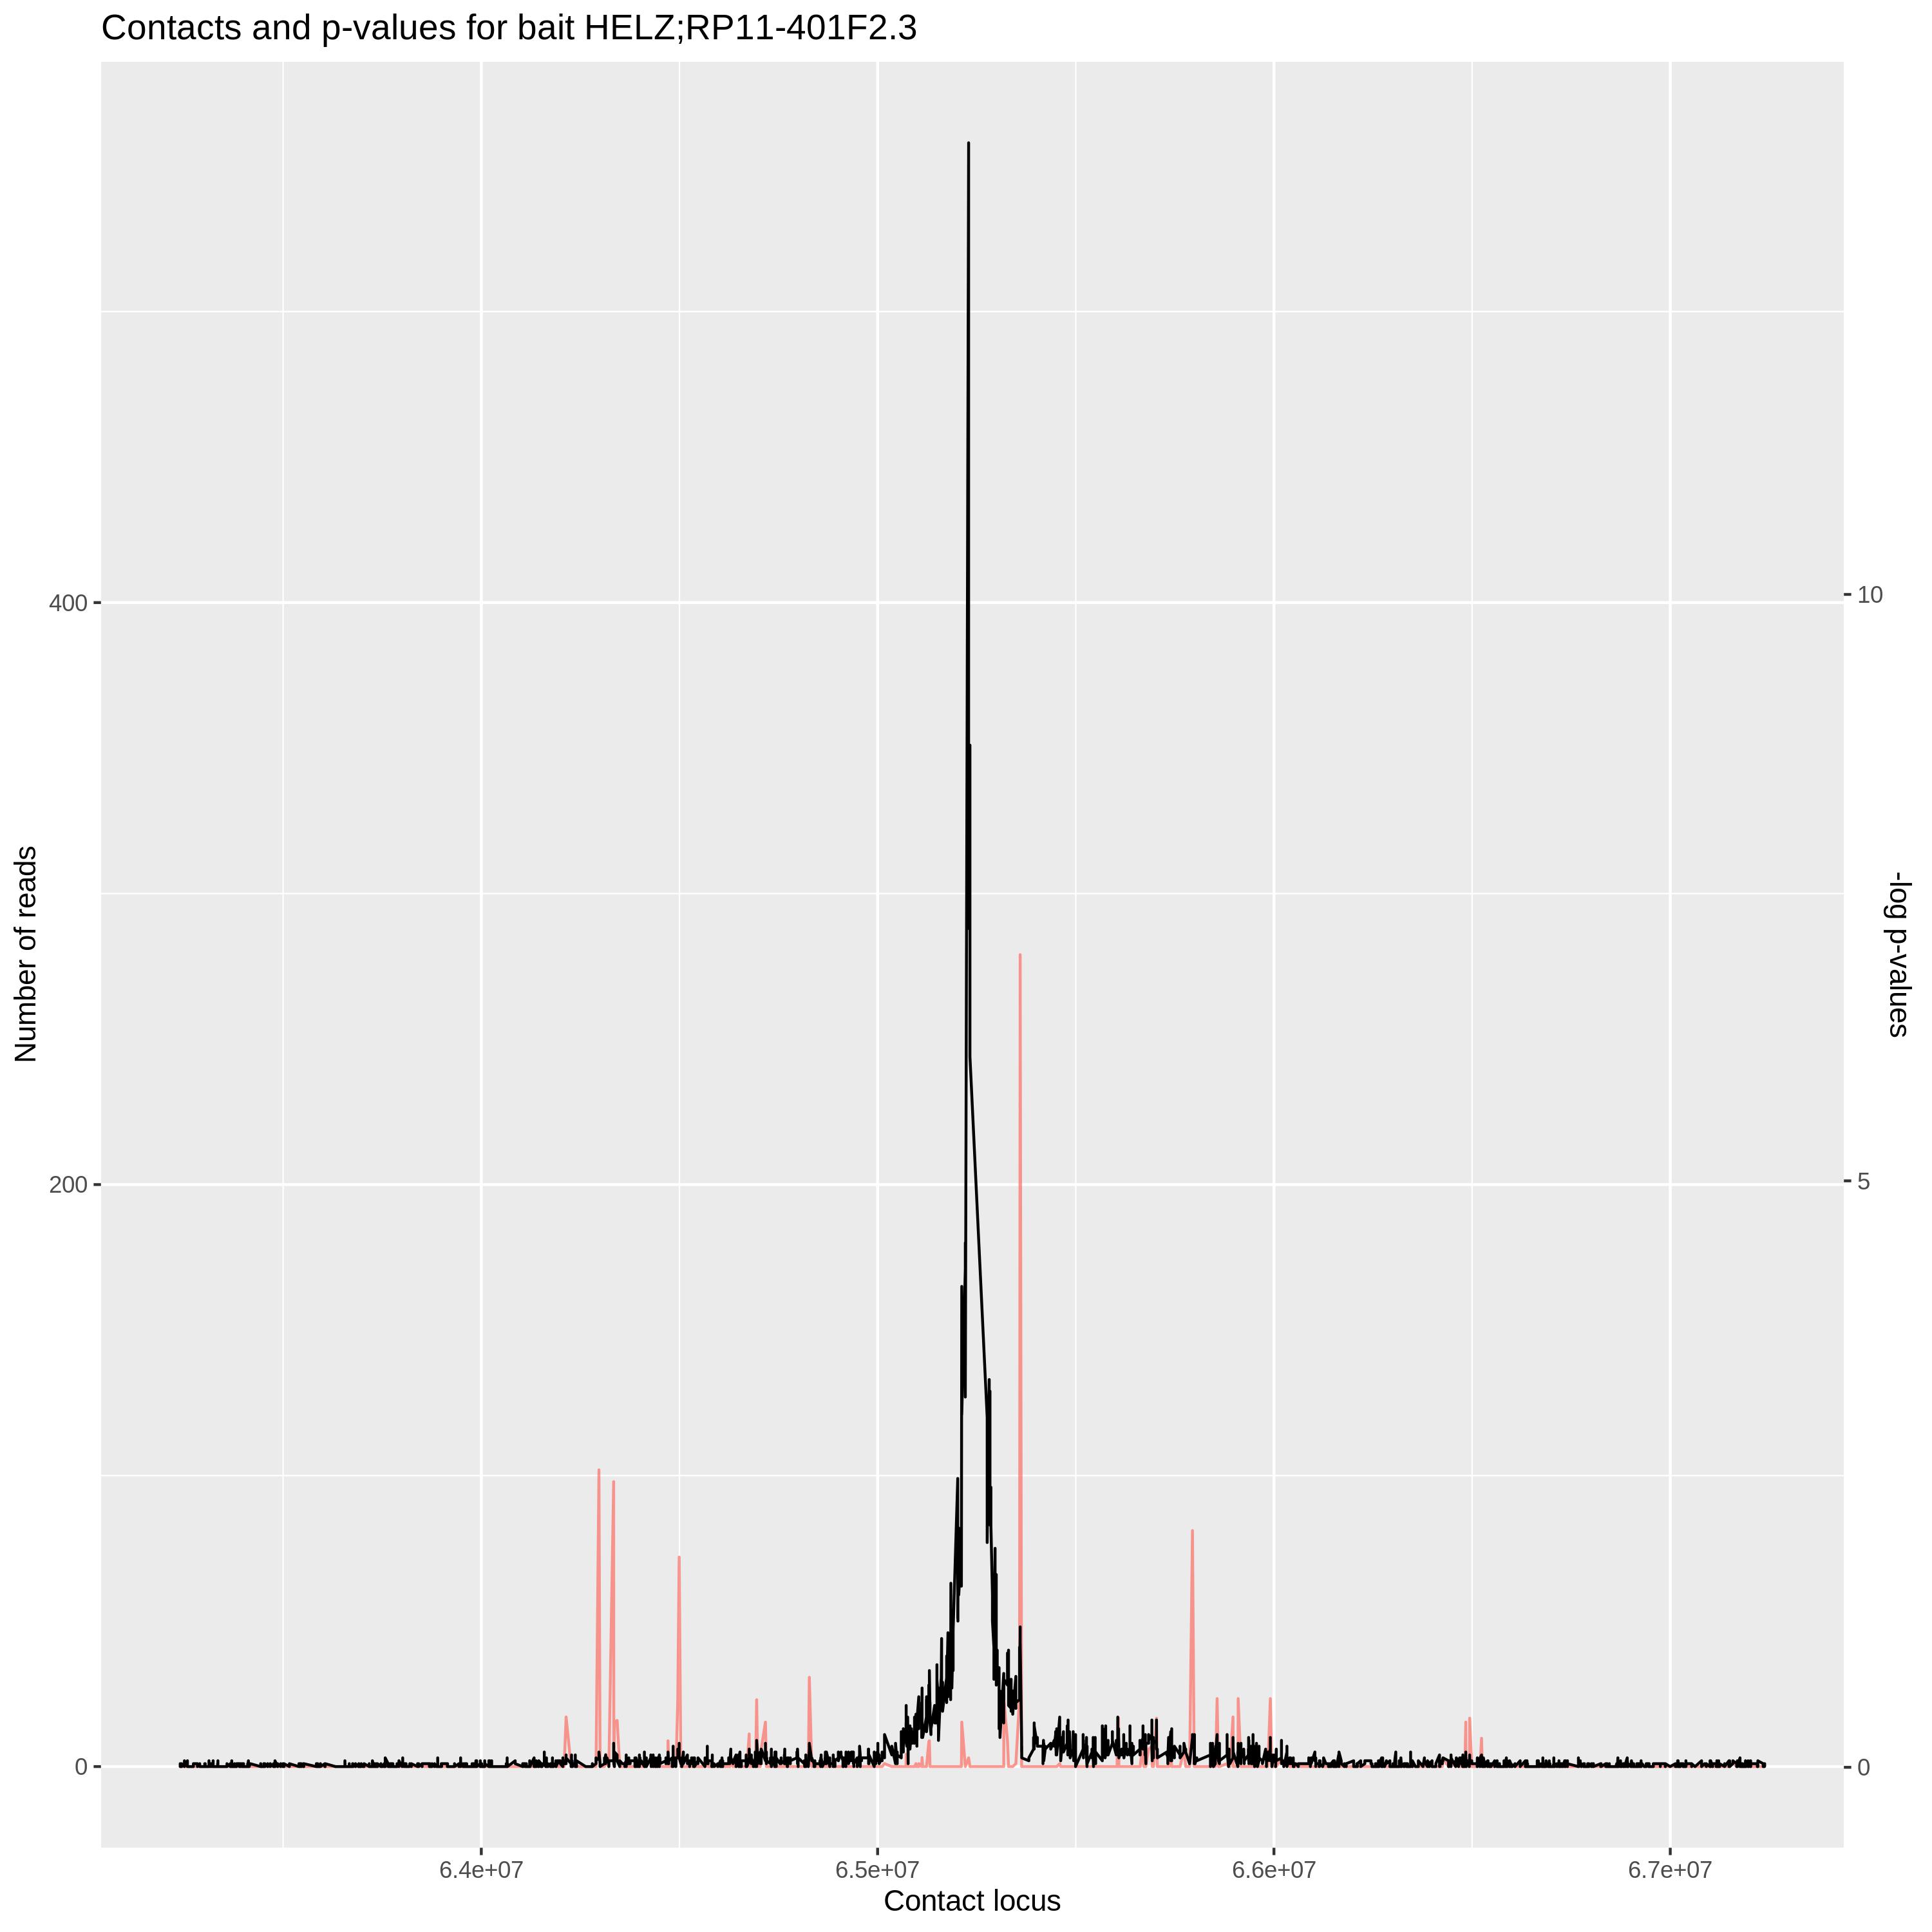 Contacts and p-values for bait HELZ;RP11-401F2.3
Number of reads
400
200
0
10
5
0
-log p-values
6.4e+07
6.5e+07
6.6e+07
6.7e+07
Contact locus